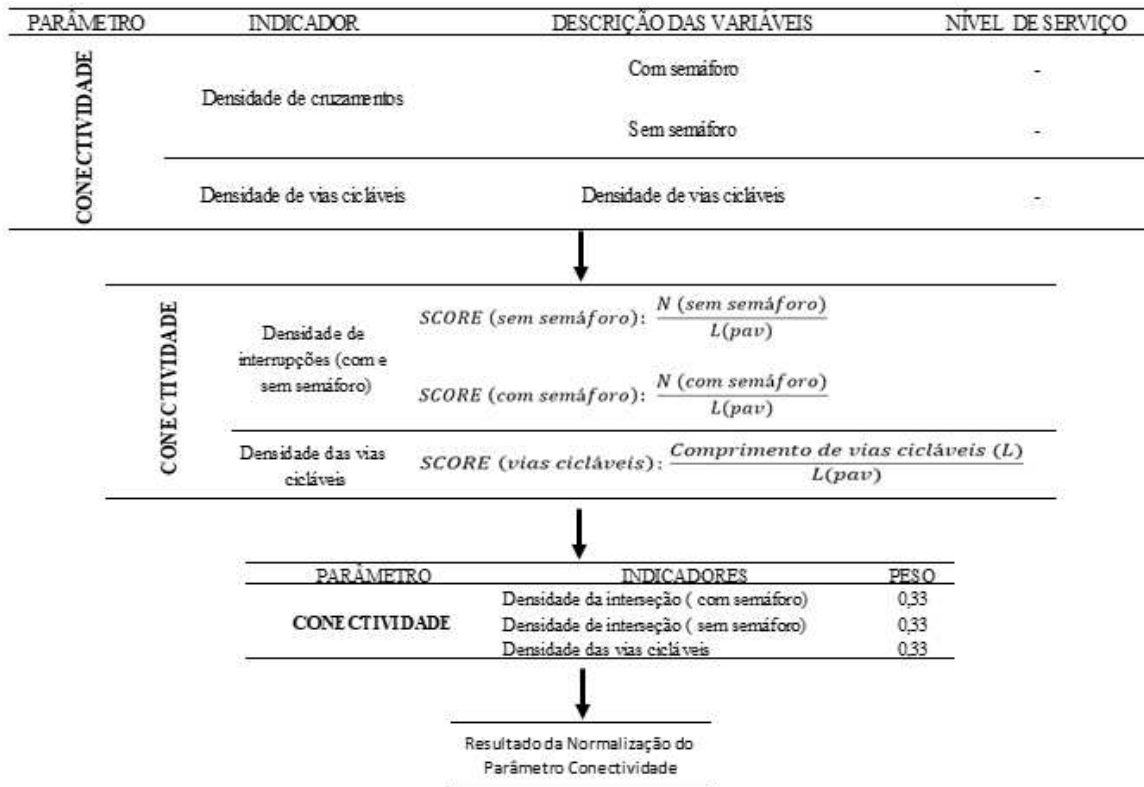 PARÂMETRO INDICADOR DESCRIÇÃO DAS VARIÁVEIS NÍVEL DE SERVIÇO
CONECTIVIDADE
Densidade de cruzamentos
Com semáforo -
Sem semáforo -
Densidade de vias cicláveis Densidade de vias cicláveis -
CONECTIVIDADE
Densidade de
interrupções (com e
sem semáforo)
SCORE (sem semáforo): N (sem semáforo)
L(pav)
SCORE (com semáforo): N (com semáforo)
L(pav)
Densidade das vias
cicláveis
SCORE (vias cicláveis): Comprimento de vias cicláveis (L)
L(pav)
PARÂMETRO INDICADORES PESO
CONECTIVIDADE
Densidade da interseção ( com semáforo) 0,33
Densidade de interseção ( sem semáforo) 0,33
Densidade das vias cicláveis 0,33
Resultado da Normalização do
Parâmetro Conectividade